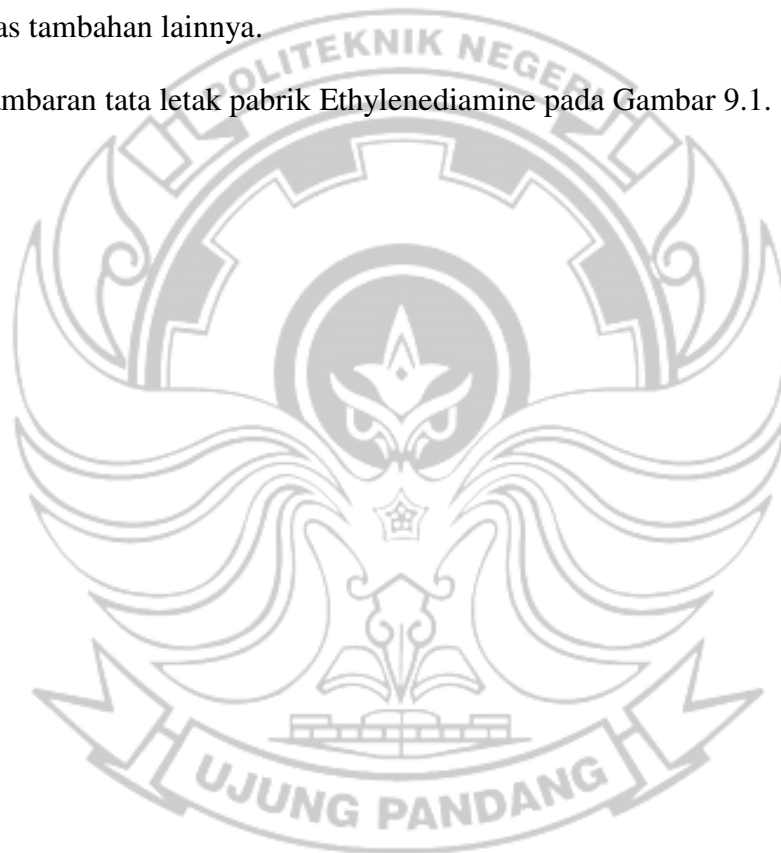 as tambahan lainnya.
POLITEKNIK NEGERI
mbaran tata letak pabrik Ethylenediamine pada Gambar 9.1.
UJUNG PANDANG